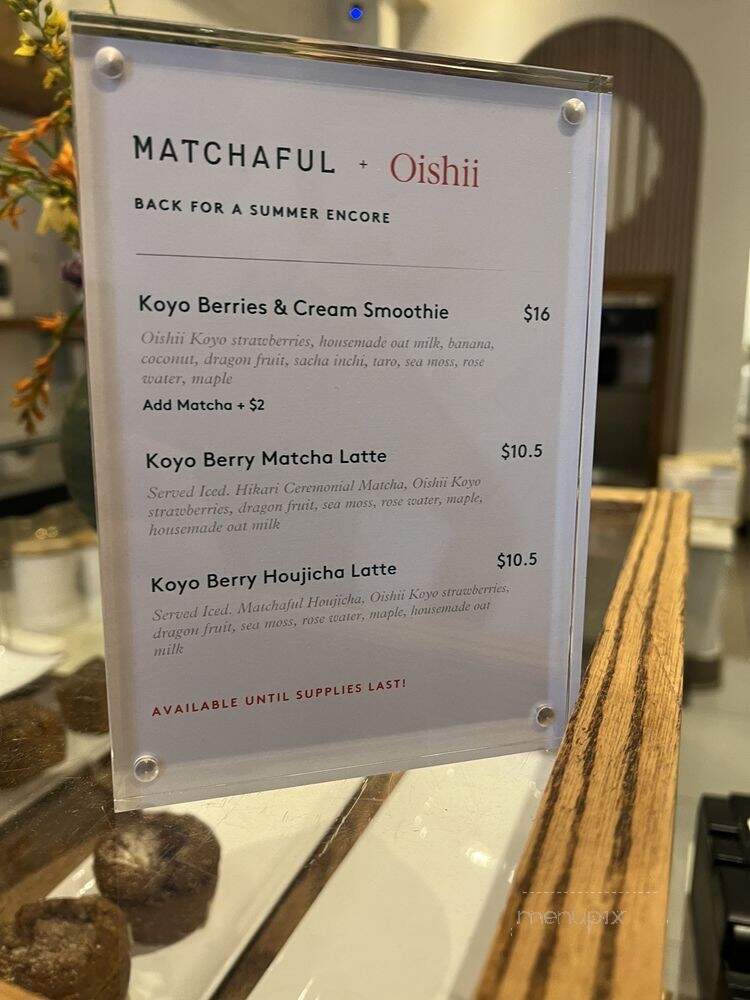 MATCHAFUL + Oishii
BACK FOR A SUMMER ENCORE
Koyo Berries & Cream Smoothie $16
Oishii Koyo strawberries, housemade oat milk, banana,
coconut, dragon fruit, sacha inchi, taro, sea moss, rose
water, maple
Add Matcha + $2
Koyo Berry Matcha Latte $10.5
Served Iced. Hikari Ceremonial Matcha, Oishii Koyo
strawberries, dragon fruit, sea moss, rose water, maple,
housemade oat milk
Koyo Berry Houjicha Latte $10.5
Served Iced. Matchaful Houjicha, Oishii Koyo strawberries,
dragon fruit, sea moss, rose water, maple, housemade oat
milk
AVAILABLE UNTIL SUPPLIES LAST!
menupix